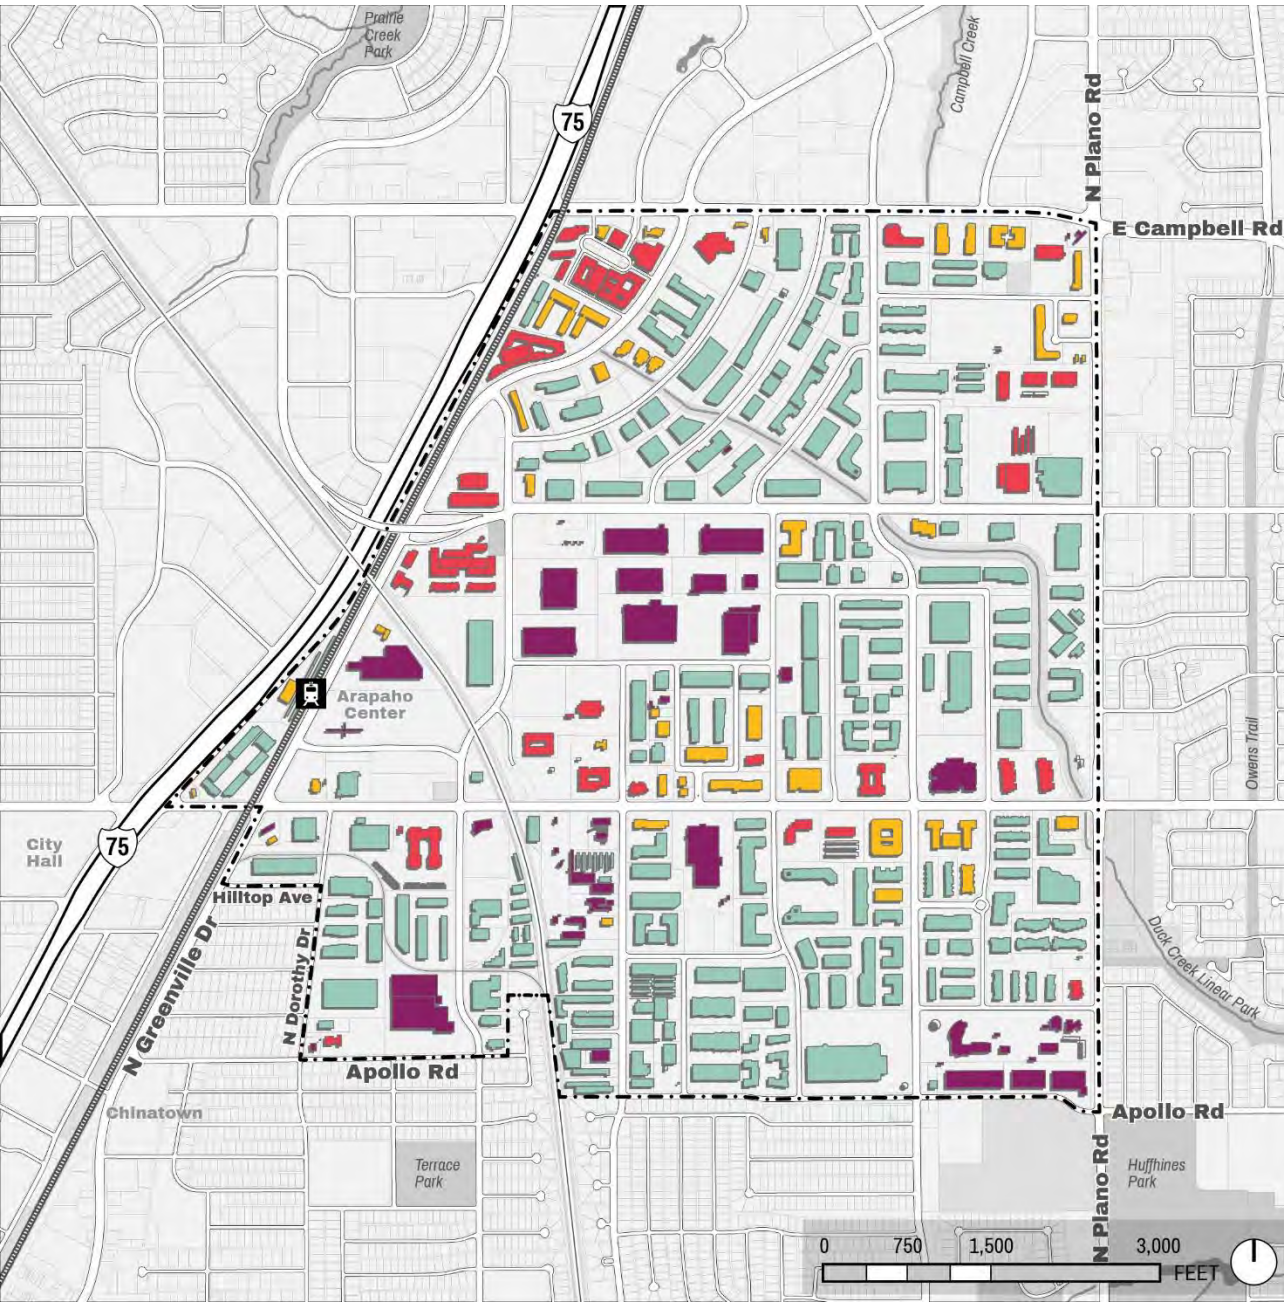 Prairie
Creek
Park
Campbell Creek
75
N Plano Rd
E Campbell Rd
Arapaho
Center
Owens Trail
City
Hall
75
Hilltop Ave
N Greenville Dr
N Dorothy Dr
Duck Creek Linear Park
Apollo Rd
Chinatown
Apollo Rd
Terrace
Park
N Plano Rd
Huffhines
Park
0 750 1,500 3,000
FEET